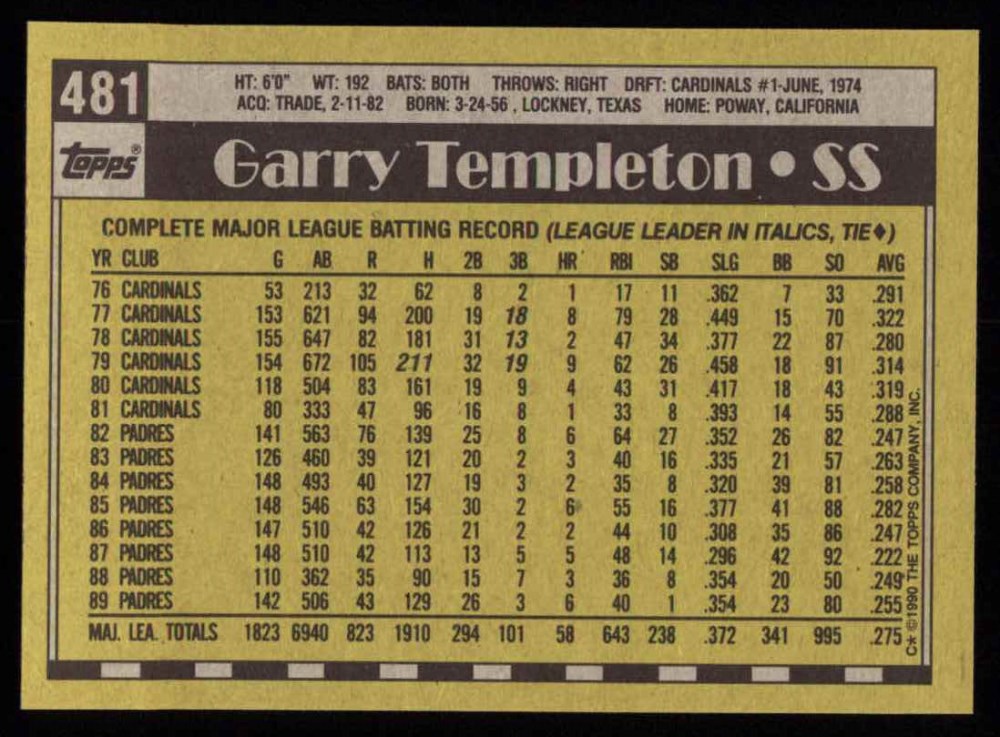 481
HT: 6'0" WT: 192 BATS: BOTH THROWS: RIGHT DRFT: CARDINALS #1-JUNE, 1974
ACQ: TRADE, 2-11-82 BORN: 3-24-56 , LOCKNEY, TEXAS HOME: POWAY, CALIFORNIA
Topps®
Garry Templeton • SS
COMPLETE MAJOR LEAGUE BATTING RECORD (LEAGUE LEADER IN ITALICS, TIE♦)
YR CLUB G AB R H 2B 3B HR RBI SB SLG BB SO AVG
76 CARDINALS 53 213 32 62 8 2 1 17 11 .362 7 33 .291
77 CARDINALS 153 621 94 200 19 18 8 79 28 .449 15 70 .322
78 CARDINALS 155 647 82 181 31 13 2 47 34 .377 22 87 .280
79 CARDINALS 154 672 105 211 32 19 9 62 26 .458 18 91 .314
80 CARDINALS 118 504 83 161 19 9 4 43 31 .417 18 43 .319
81 CARDINALS 80 333 47 96 16 8 1 33 8 .393 14 55 .288
82 PADRES 141 563 76 139 25 8 6 64 27 .352 26 82 .247
83 PADRES 126 460 39 121 20 2 3 40 16 .335 21 57 .263
84 PADRES 148 493 40 127 19 3 2 35 8 .320 39 81 .258
85 PADRES 148 546 63 154 30 2 6 55 16 .377 41 88 .282
86 PADRES 147 510 42 126 21 2 2 44 10 .308 35 86 .247
87 PADRES 148 510 42 113 13 5 5 48 14 .296 42 92 .222
88 PADRES 110 362 35 90 15 7 3 36 8 .354 20 50 .249
89 PADRES 142 506 43 129 26 3 6 40 1 .354 23 80 .255
MAJ. LEA. TOTALS 1823 6940 823 1910 294 101 58 643 238 .372 341 995 .275
C* ©1990 THE TOPPS COMPANY, INC.